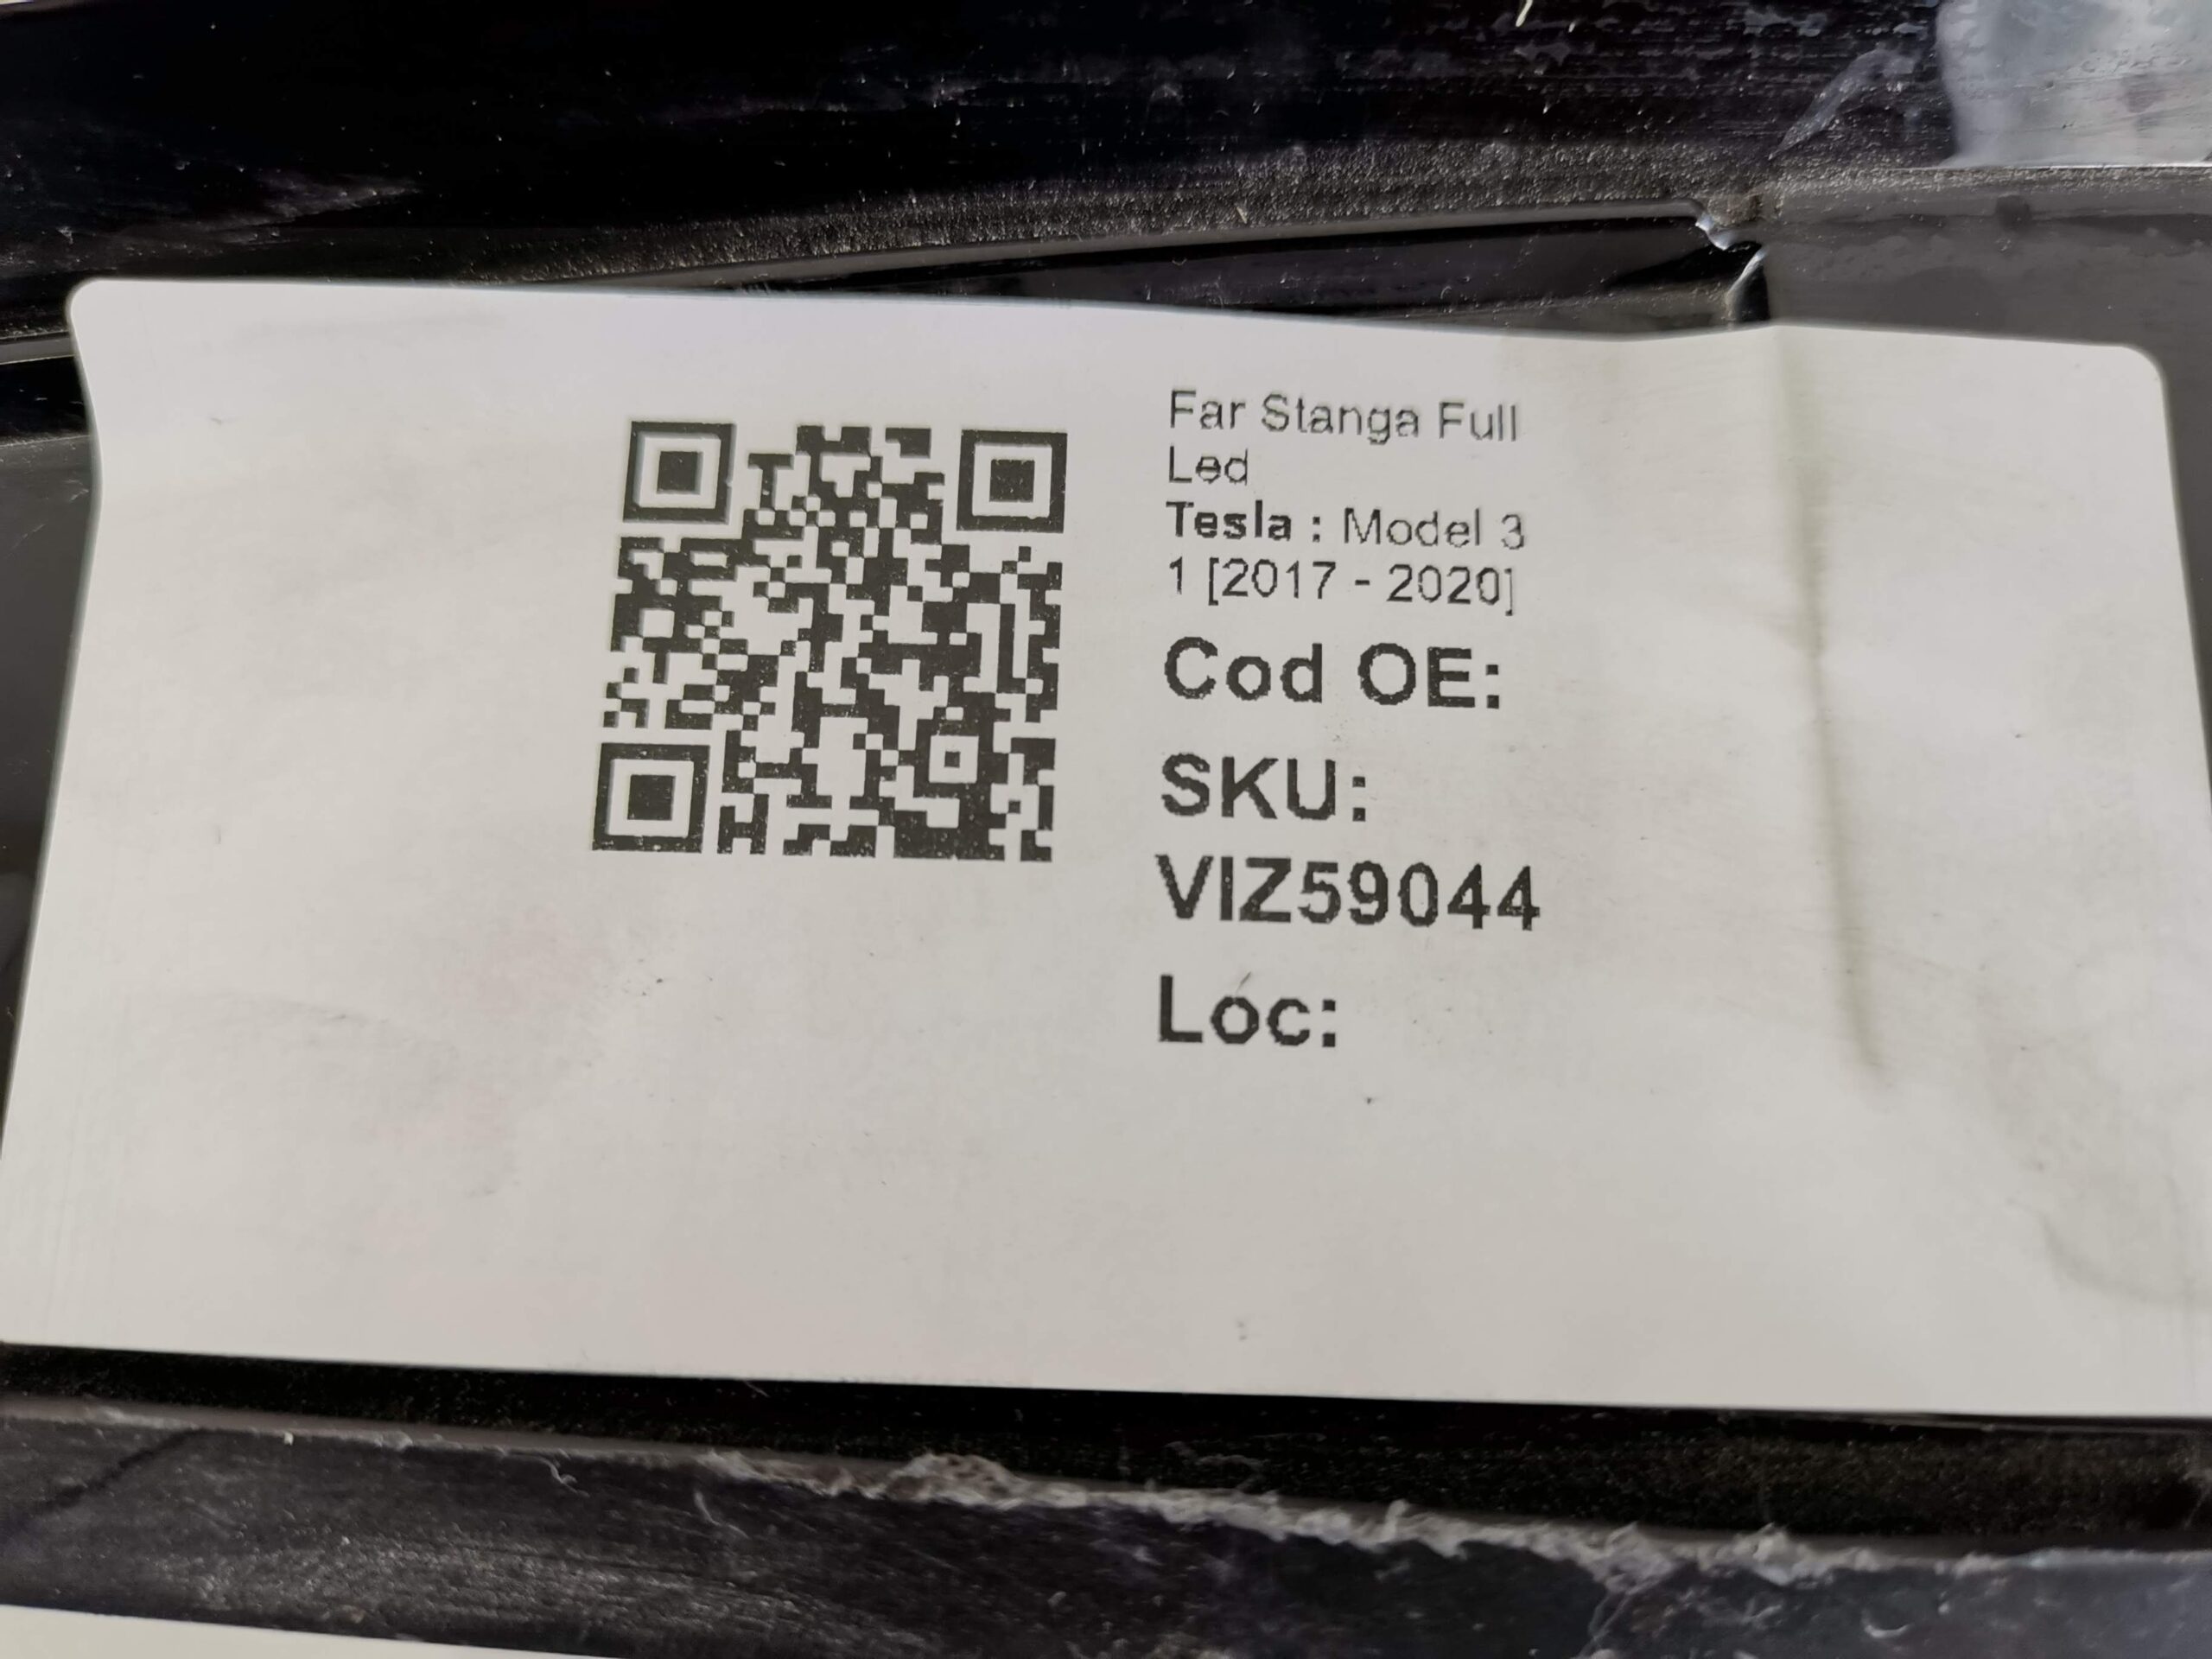 Far Stanga Full
Led
Tesla : Model 3
1 [2017 - 2020]
Cod OE:
SKU:
VIZ59044
Loc: